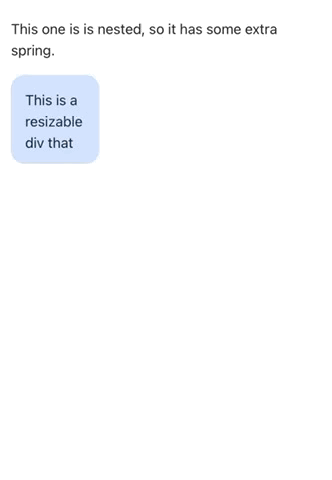 This one is is nested, so it has some extra
spring.
This is a
resizable
div that